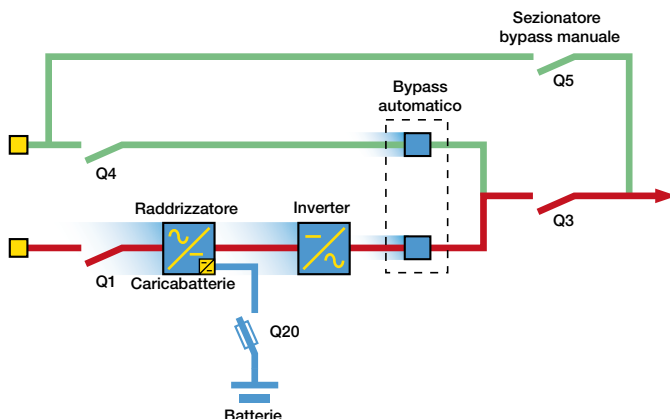 Sezionatore
bypass manuale
Q5
Bypass
automatico
Q4
Raddrizzatore
Inverter
Q3
Q1
Caricabatterie
Q20
Batterie